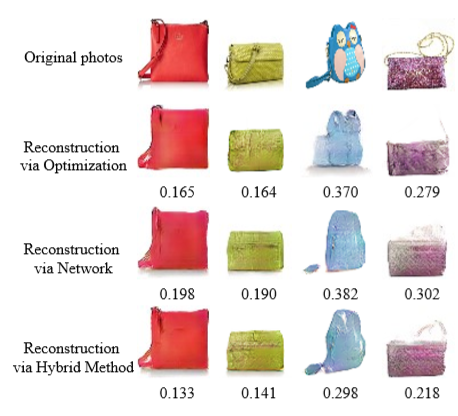 Original photos
Reconstruction
via Optimization
0.165 0.164 0.370 0.279
Reconstruction
via Network
0.198 0.190 0.382 0.302
Reconstruction
via Hybrid Method
0.133 0.141 0.298 0.218